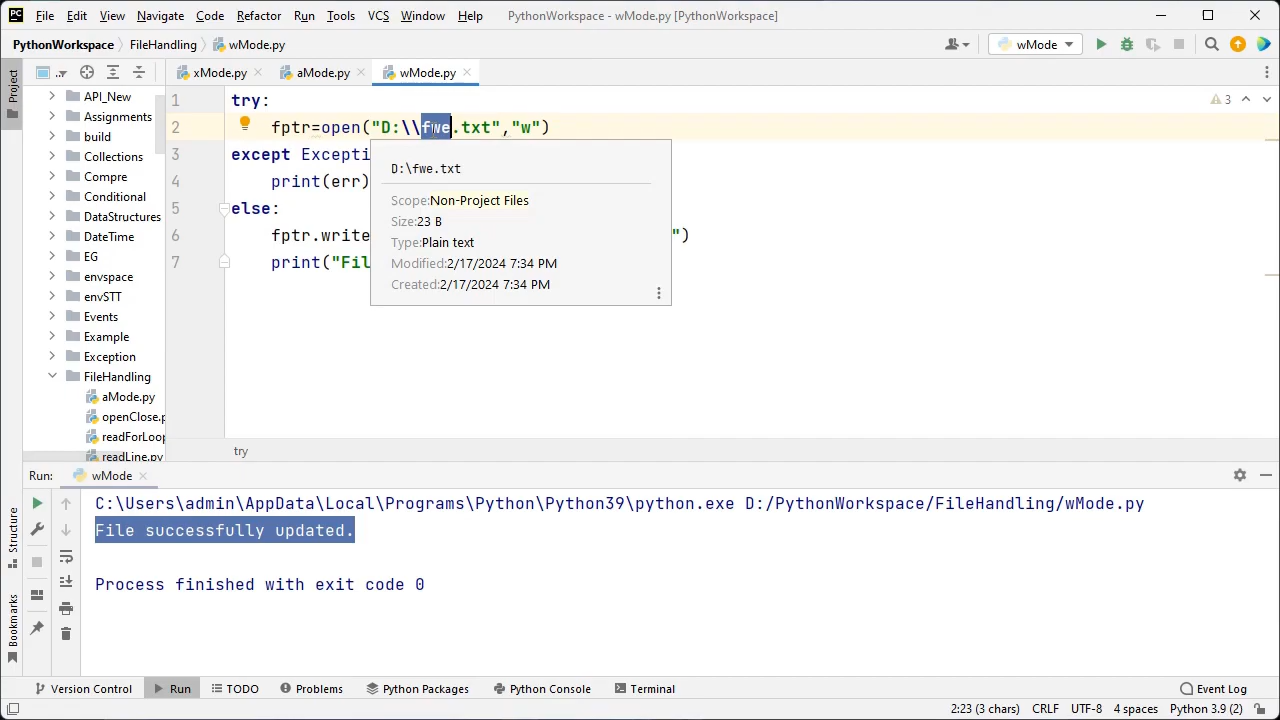 PC File Edit View Navigate Code Refactor Run Tools VCS Window Help PythonWorkspace - wMode.py [PythonWorkspace]
PythonWorkspace FileHandling wMode.py wMode
Project
.. xMode.py aMode.py wMode.py
API_New
Assignments
build
Collections
Compre
Conditional
DataStructures
DateTime
EG
envspace
envSTT
Events
Example
Exception
FileHandling
aMode.py
openClose.p
readForLoop
readLine.py
1 try:
2 fptr=open("D:\\fwe.txt","w")
3 except Excepti
4 print(err)
5 else:
6 fptr.write ")
7 print("Fil
3
D:\fwe.txt
Scope:Non-Project Files
Size:23 B
Type:Plain text
Modified:2/17/2024 7:34 PM
Created:2/17/2024 7:34 PM
try
Run: wMode
C:\Users\admin\AppData\Local\Programs\Python\Python39\python.exe D:/PythonWorkspace/FileHandling/wMode.py
File successfully updated.
Process finished with exit code 0
Structure
Bookmarks
Version Control Run TODO Problems Python Packages Python Console Terminal Event Log
2:23 (3 chars) CRLF UTF-8 4 spaces Python 3.9 (2)